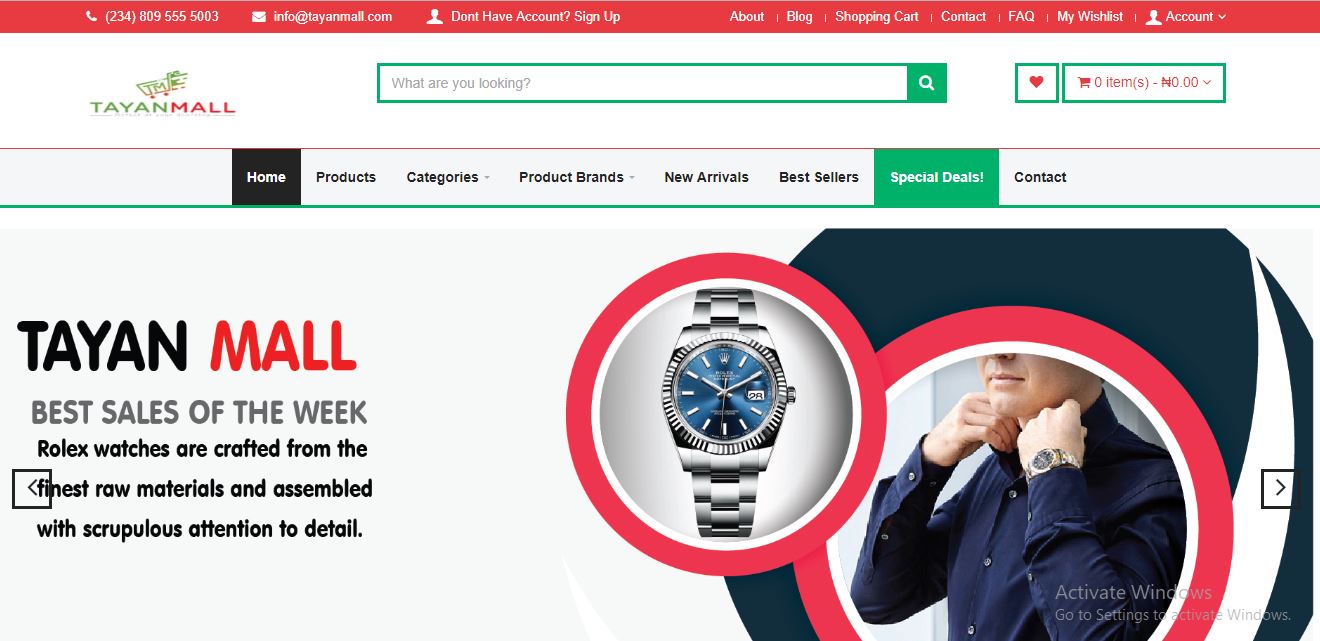 (234) 809 555 5003 info@tayanmall.com Dont Have Account? Sign Up About Blog Shopping Cart Contact FAQ My Wishlist Account
TME
TAYANMALL
What are you looking?
0 item(s) - ₦0.00
Home Products Categories Product Brands New Arrivals Best Sellers Special Deals! Contact
TAYAN MALL
BEST SALES OF THE WEEK
Rolex watches are crafted from the
finest raw materials and assembled
with scrupulous attention to detail.
ROLEX
28
Activate Windows
Go to Settings to activate Windows.